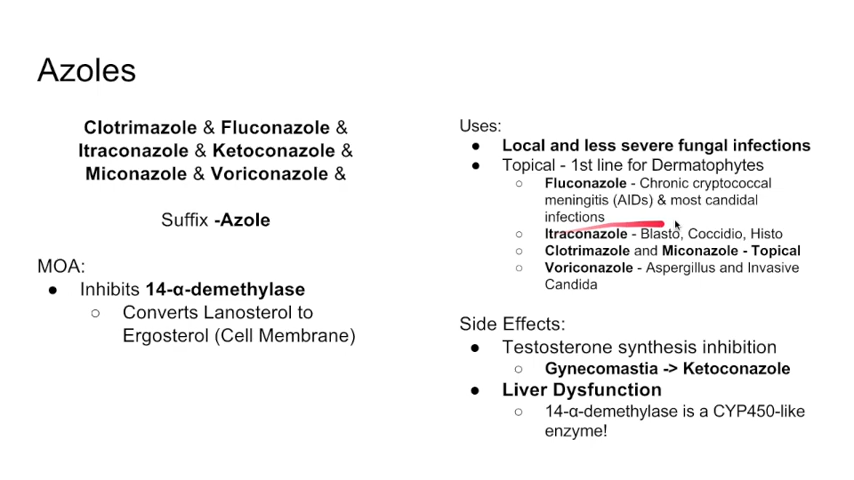 Azoles
Clotrimazole & Fluconazole &
Itraconazole & Ketoconazole &
Miconazole & Voriconazole &
Suffix -Azole
MOA:
● Inhibits 14-α-demethylase
○ Converts Lanosterol to
Ergosterol (Cell Membrane)
Uses:
● Local and less severe fungal infections
● Topical - 1st line for Dermatophytes
○ Fluconazole - Chronic cryptococcal
meningitis (AIDs) & most candidal
infections
○ Itraconazole - Blasto, Coccidio, Histo
○ Clotrimazole and Miconazole - Topical
○ Voriconazole - Aspergillus and Invasive
Candida
Side Effects:
● Testosterone synthesis inhibition
○ Gynecomastia -> Ketoconazole
● Liver Dysfunction
○ 14-α-demethylase is a CYP450-like
enzyme!